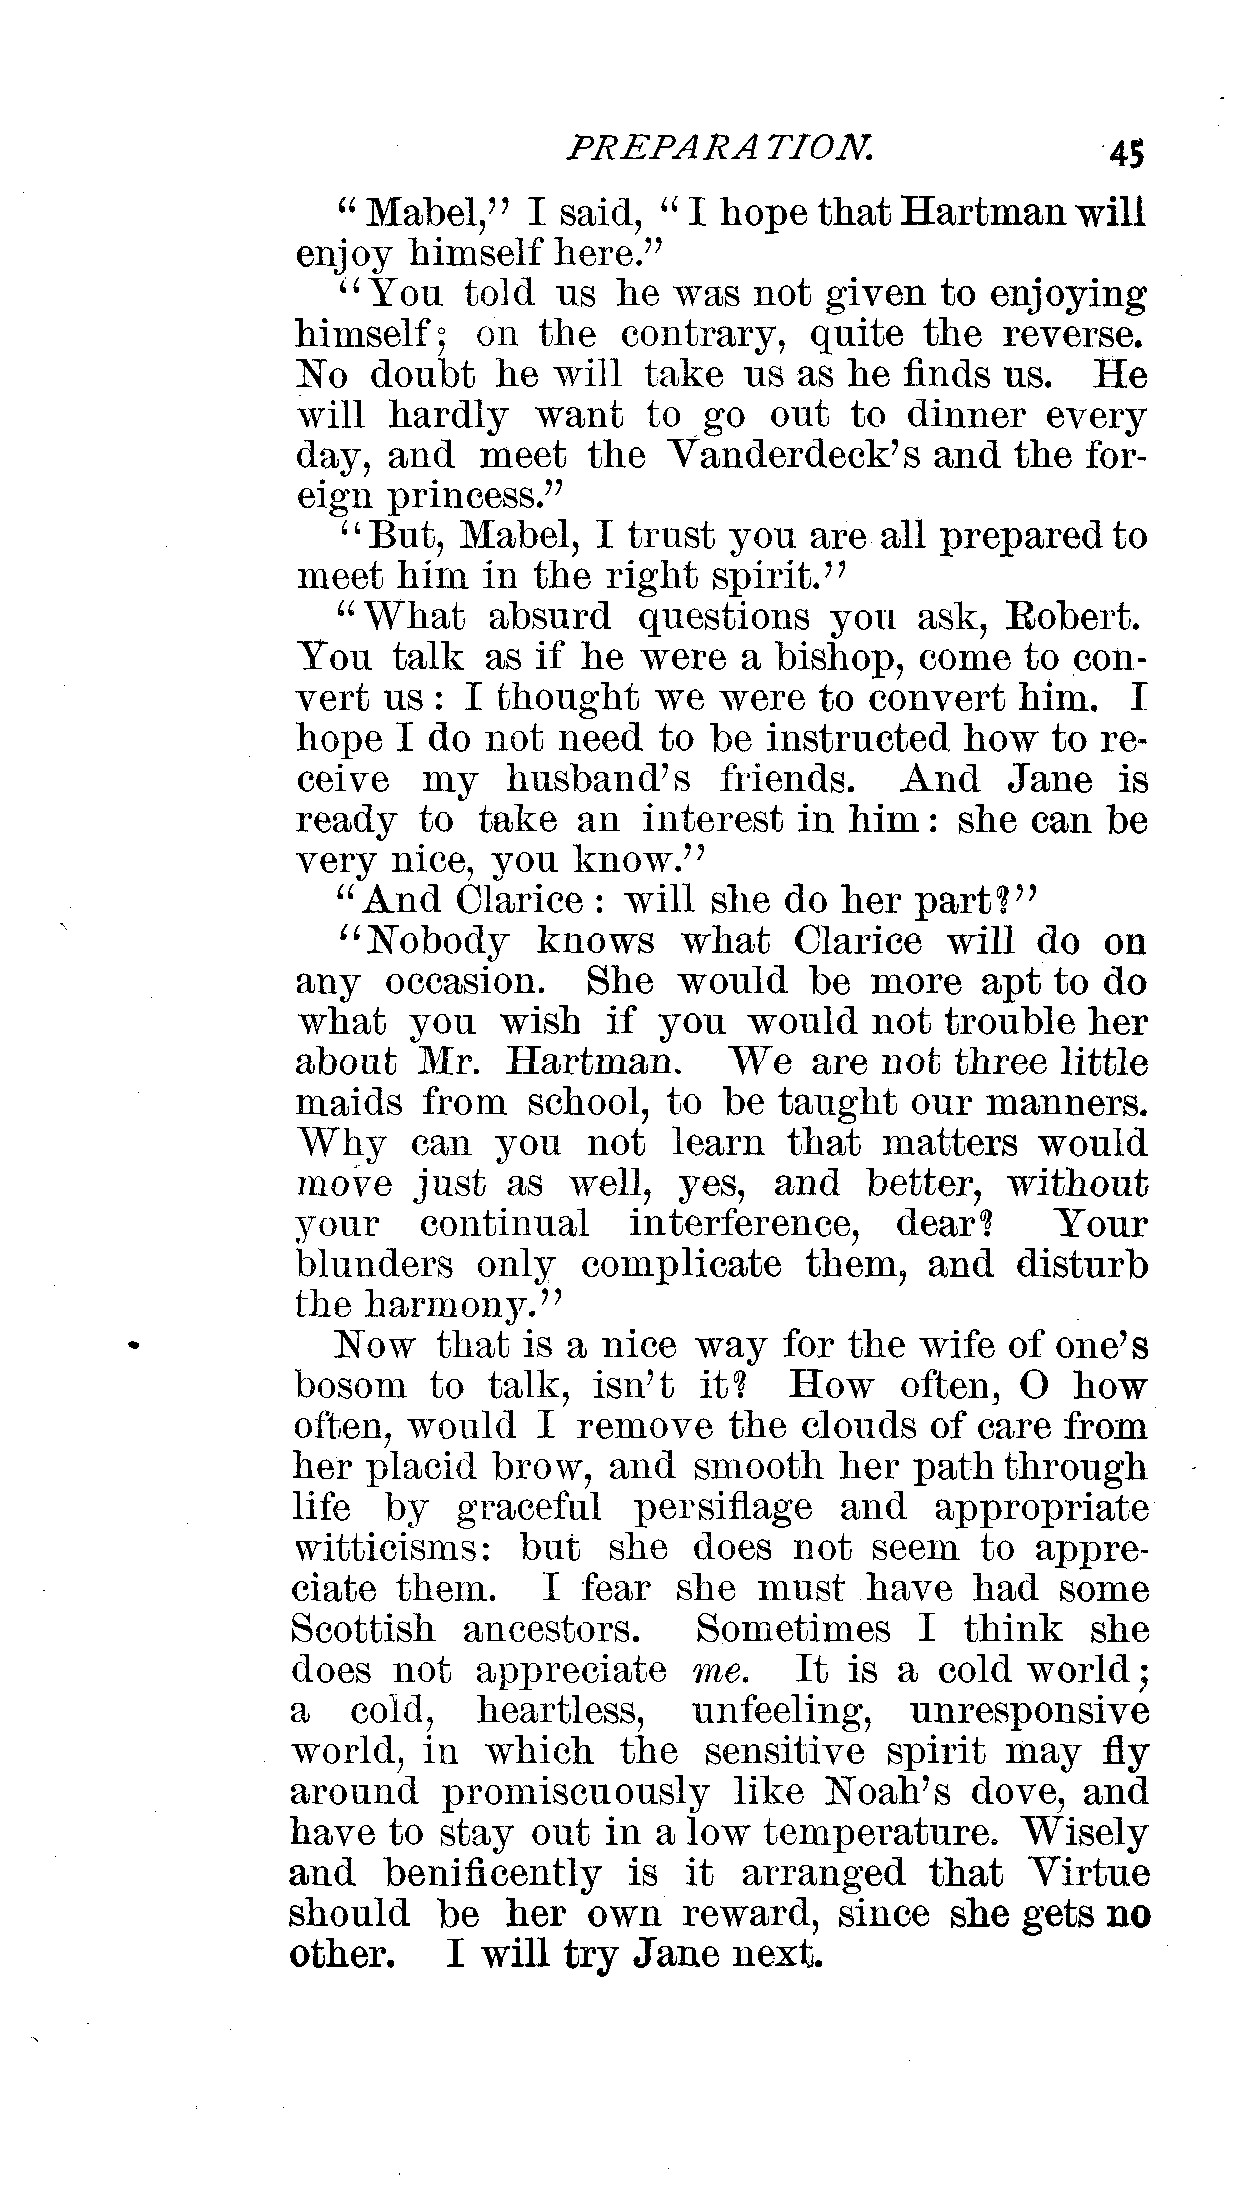 PREPARATION. 45
"Mabel," I said, "I hope that Hartman will
enjoy himself here."
"You told us he was not given to enjoying
himself; on the contrary, quite the reverse.
No doubt he will take us as he finds us. He
will hardly want to go out to dinner every
day, and meet the Vanderdeck's and the for-
eign princess."
"But, Mabel, I trust you are all prepared to
meet him in the right spirit."
"What absurd questions you ask, Robert.
You talk as if he were a bishop, come to con-
vert us : I thought we were to convert him. I
hope I do not need to be instructed how to re-
ceive my husband's friends. And Jane is
ready to take an interest in him : she can be
very nice, you know."
"And Clarice : will she do her part?"
"Nobody knows what Clarice will do on
any occasion. She would be more apt to do
what you wish if you would not trouble her
about Mr. Hartman. We are not three little
maids from school, to be taught our manners.
Why can you not learn that matters would
move just as well, yes, and better, without
your continual interference, dear? Your
blunders only complicate them, and disturb
the harmony."
Now that is a nice way for the wife of one's
bosom to talk, isn't it? How often, O how
often, would I remove the clouds of care from
her placid brow, and smooth her path through
life by graceful persiflage and appropriate
witticisms: but she does not seem to appre-
ciate them. I fear she must have had some
Scottish ancestors. Sometimes I think she
does not appreciate me. It is a cold world;
a cold, heartless, unfeeling, unresponsive
world, in which the sensitive spirit may fly
around promiscuously like Noah's dove, and
have to stay out in a low temperature. Wisely
and benificently is it arranged that Virtue
should be her own reward, since she gets no
other. I will try Jane next.